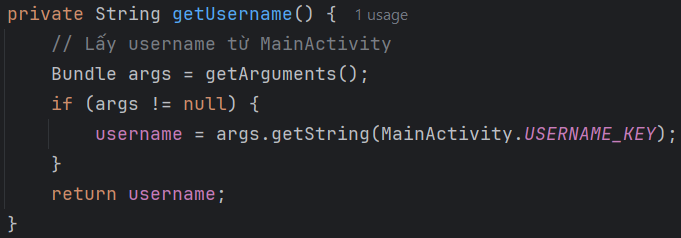 private String getUsername() { 1 usage
// Lấy username từ MainActivity
Bundle args = getArguments();
if (args != null) {
username = args.getString(MainActivity.USERNAME_KEY);
}
return username;
}